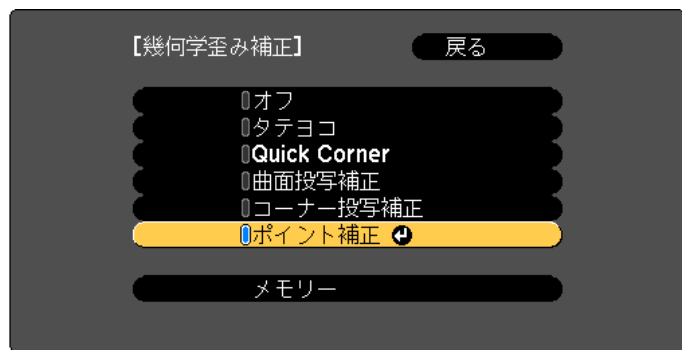 【幾何学歪み補正】 戻る
オフ
タテヨコ
Quick Corner
曲面投写補正
コーナー投写補正
ポイント補正
メモリー